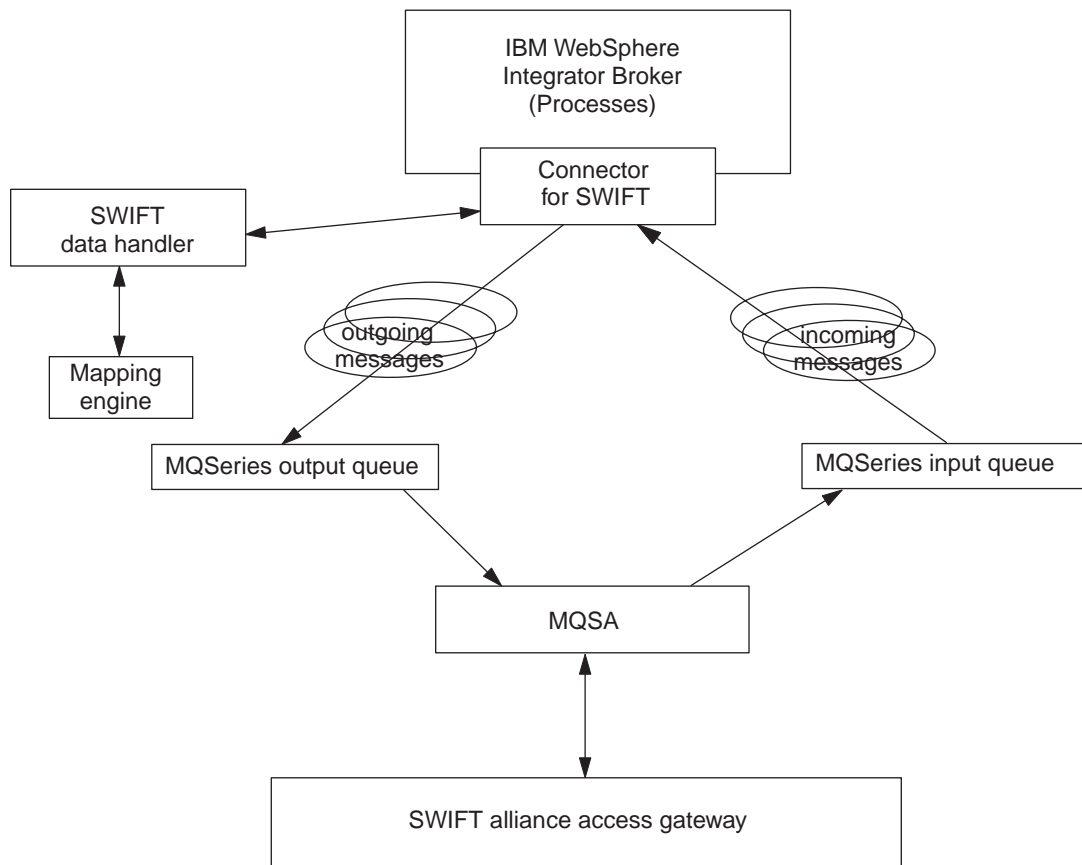 IBM WebSphere
Integrator Broker
(Processes)
Connector
for SWIFT
SWIFT
data handler
outgoing
messages
incoming
messages
Mapping
engine
MQSeries output queue
MQSeries input queue
MQSA
SWIFT alliance access gateway